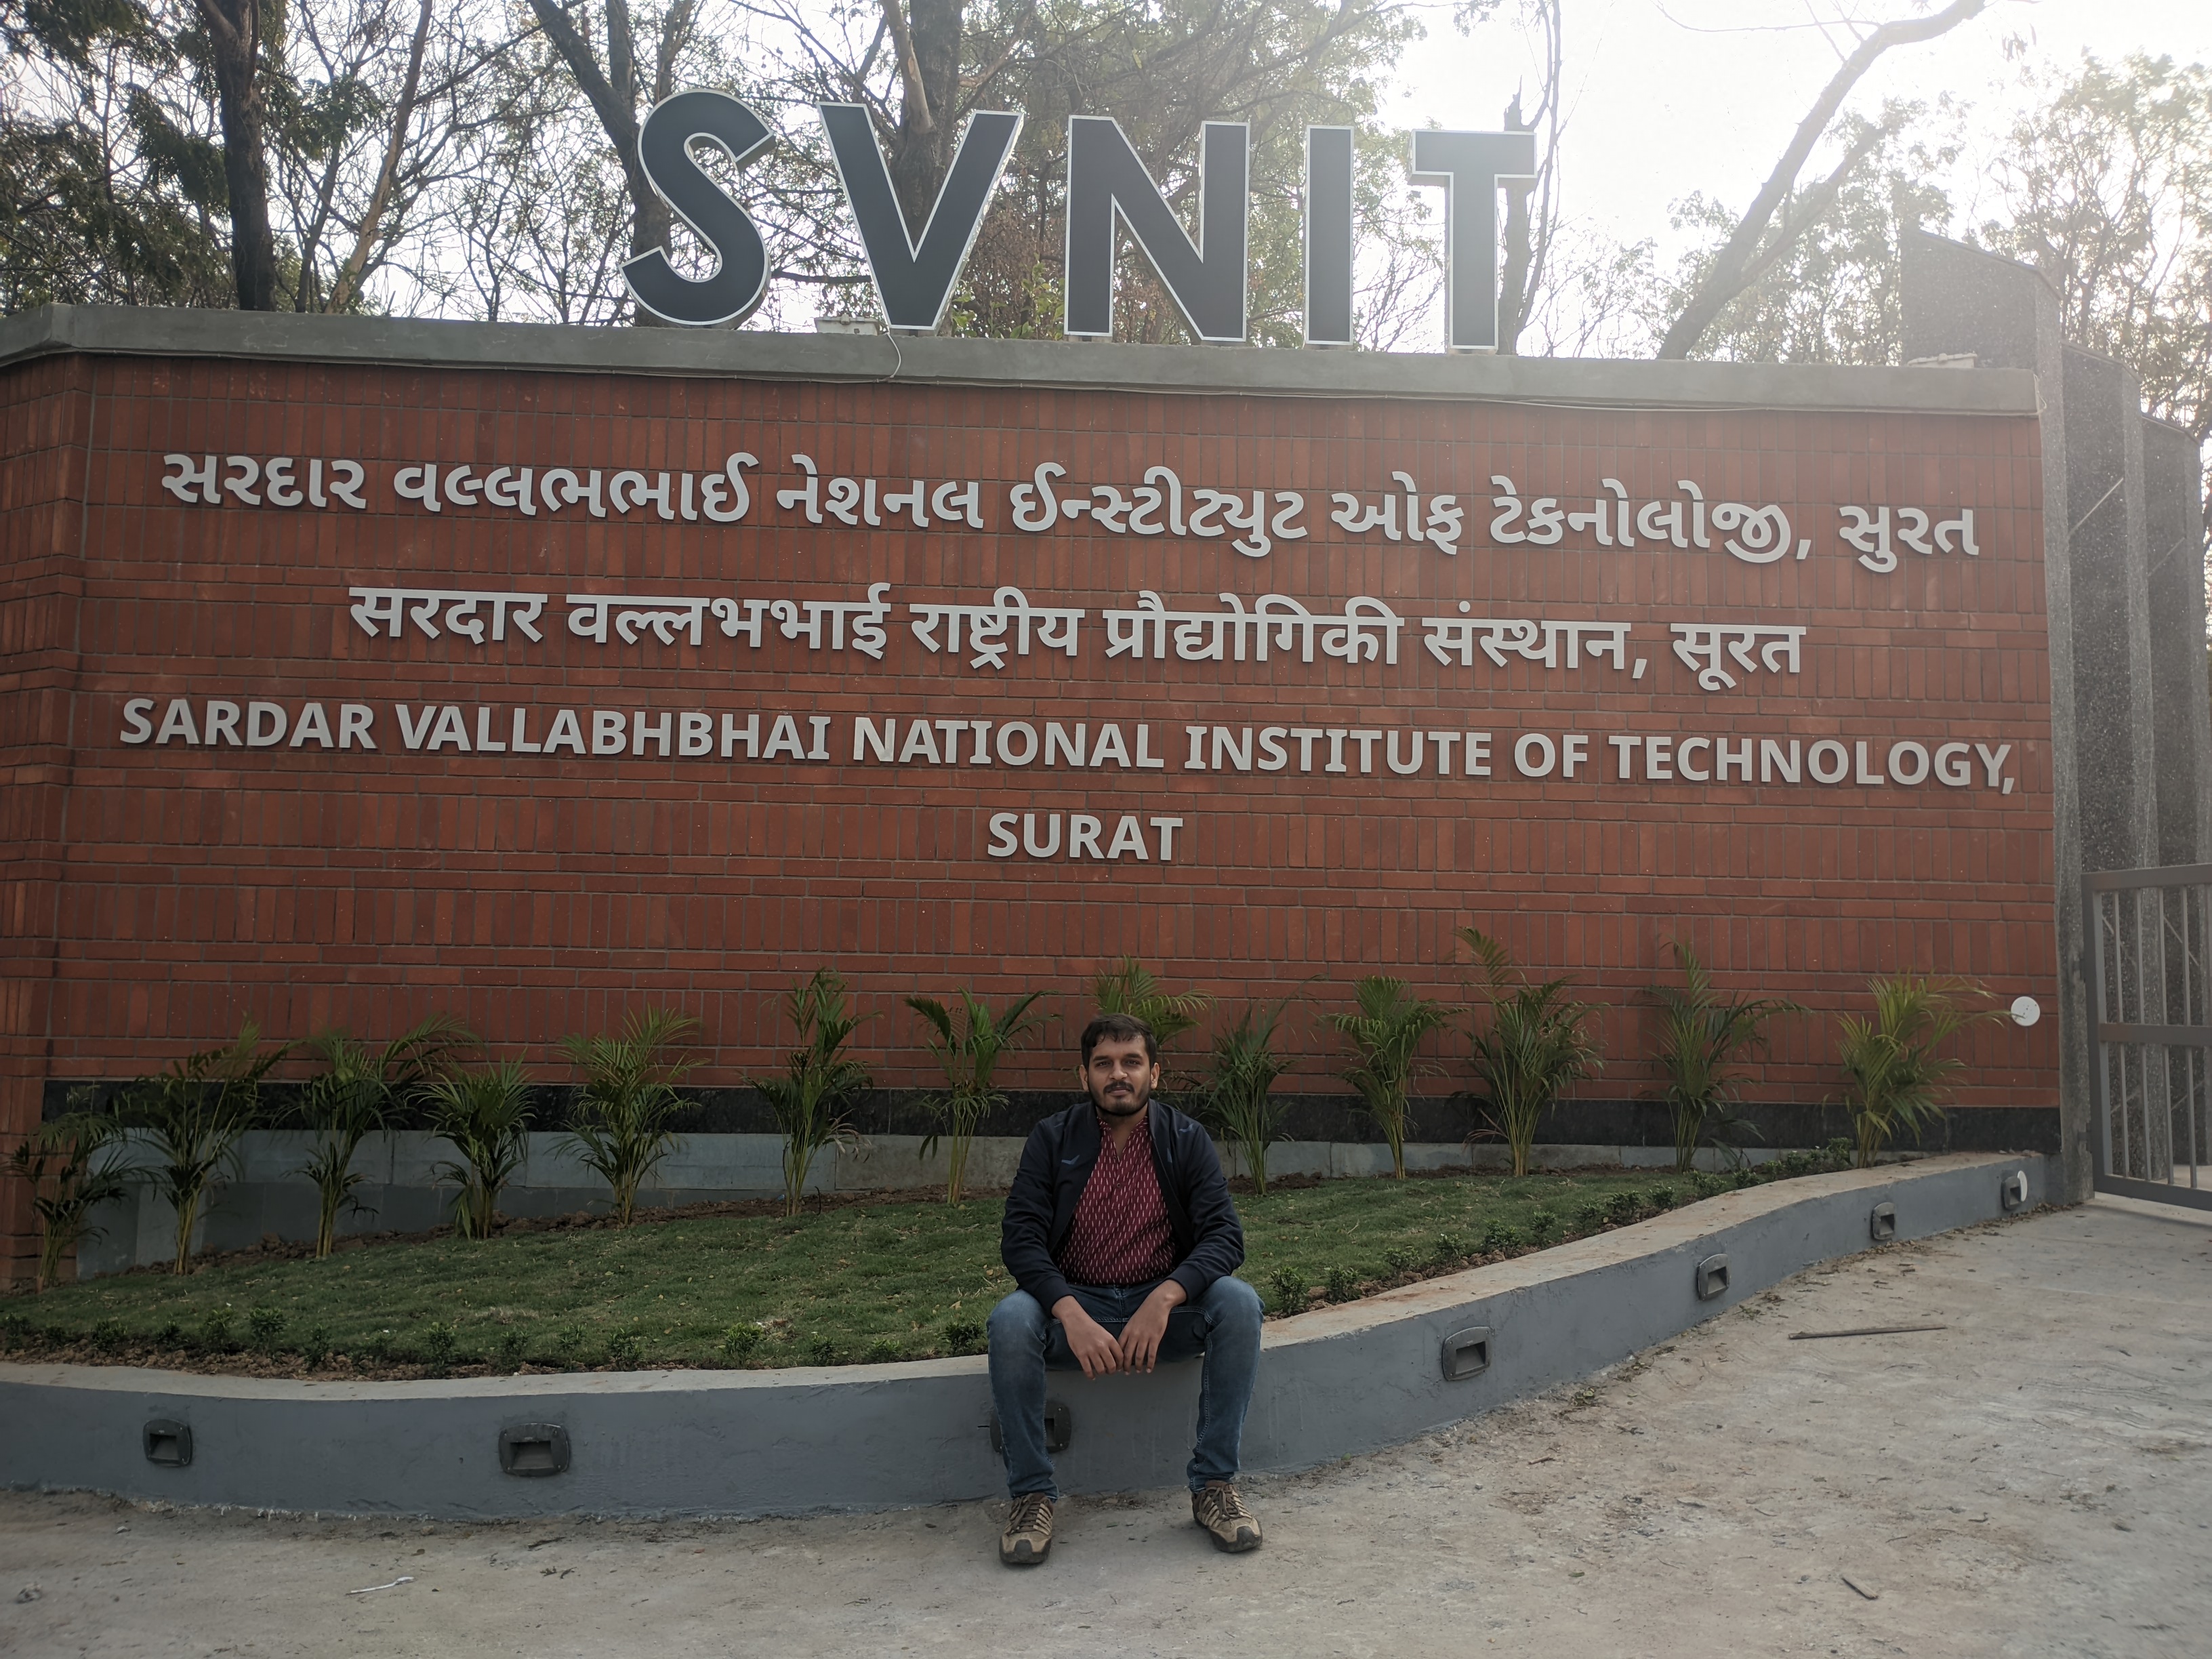 SVNIT
સરદાર વલ્લભભાઈ નેશનલ ઈન્સ્ટીટ્યુટ ઓફ ટેકનોલોજી, સુરત
सरदार वल्लभभाई राष्ट्रीय प्रौद्योगिकी संस्थान, सूरत
SARDAR VALLABHBHAI NATIONAL INSTITUTE OF TECHNOLOGY,
SURAT